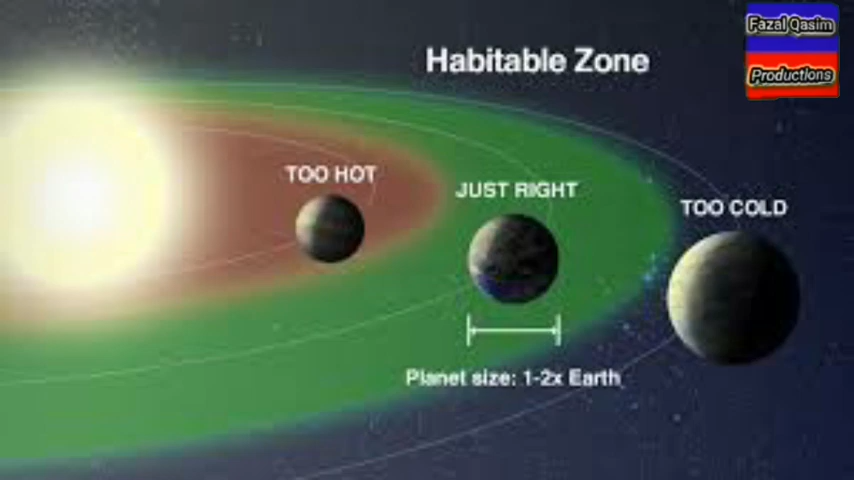 Fazal Qasim
Productions
Habitable Zone
TOO HOT
JUST RIGHT
TOO COLD
Planet size: 1-2x Earth